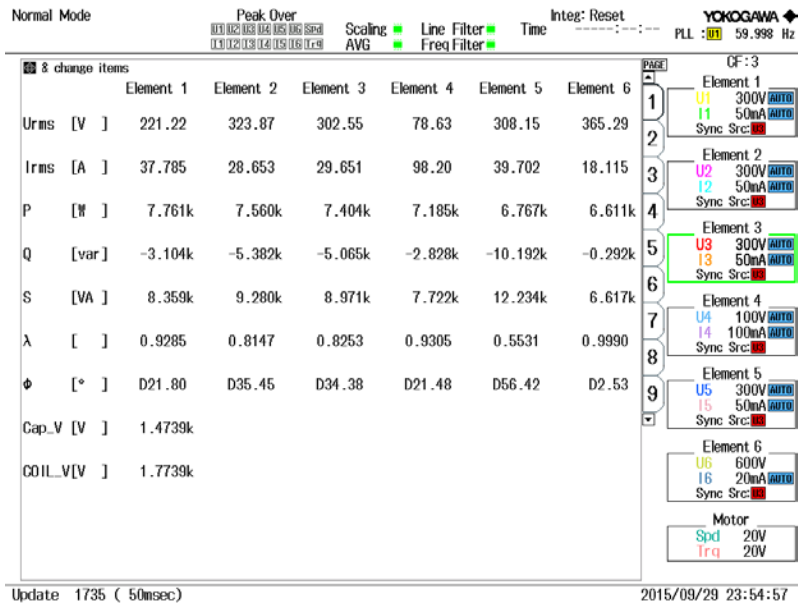 Normal Mode
Peak Over
U1 U2 U3 U4 U5 U6 Spd
I1 I2 I3 I4 I5 I6 Trq
Scaling
AVG
Line Filter
Freq Filter
Time
Integ: Reset
-----:--:--
YOKOGAWA
PLL : U1 59.998 Hz
& change items
PAGE
CF:3
Element 1 Element 2 Element 3 Element 4 Element 5 Element 6
Urms [V ] 221.22 323.87 302.55 78.63 308.15 365.29
Irms [A ] 37.785 28.653 29.651 98.20 39.702 18.115
P [W ] 7.761k 7.560k 7.404k 7.185k 6.767k 6.611k
Q [var] -3.104k -5.382k -5.065k -2.828k -10.192k -0.292k
S [VA ] 8.359k 9.280k 8.971k 7.722k 12.234k 6.617k
λ [ ] 0.9285 0.8147 0.8253 0.9305 0.5531 0.9990
Φ [° ] D21.80 D35.45 D34.38 D21.48 D56.42 D2.53
Cap_V [V ] 1.4739k
COIL_V[V ] 1.7739k
1
2
3
4
5
6
7
8
9
Element 1
U1 300V AUTO
I1 50mA AUTO
Sync Src: U3
Element 2
U2 300V AUTO
I2 50mA AUTO
Sync Src: U3
Element 3
U3 300V AUTO
I3 50mA AUTO
Sync Src: U3
Element 4
U4 100V AUTO
I4 100mA AUTO
Sync Src: U3
Element 5
U5 300V AUTO
I5 50mA AUTO
Sync Src: U3
Element 6
U6 600V
I6 20mA AUTO
Sync Src: U3
Motor
Spd 20V
Trq 20V
Update 1735 ( 50msec)
2015/09/29 23:54:57